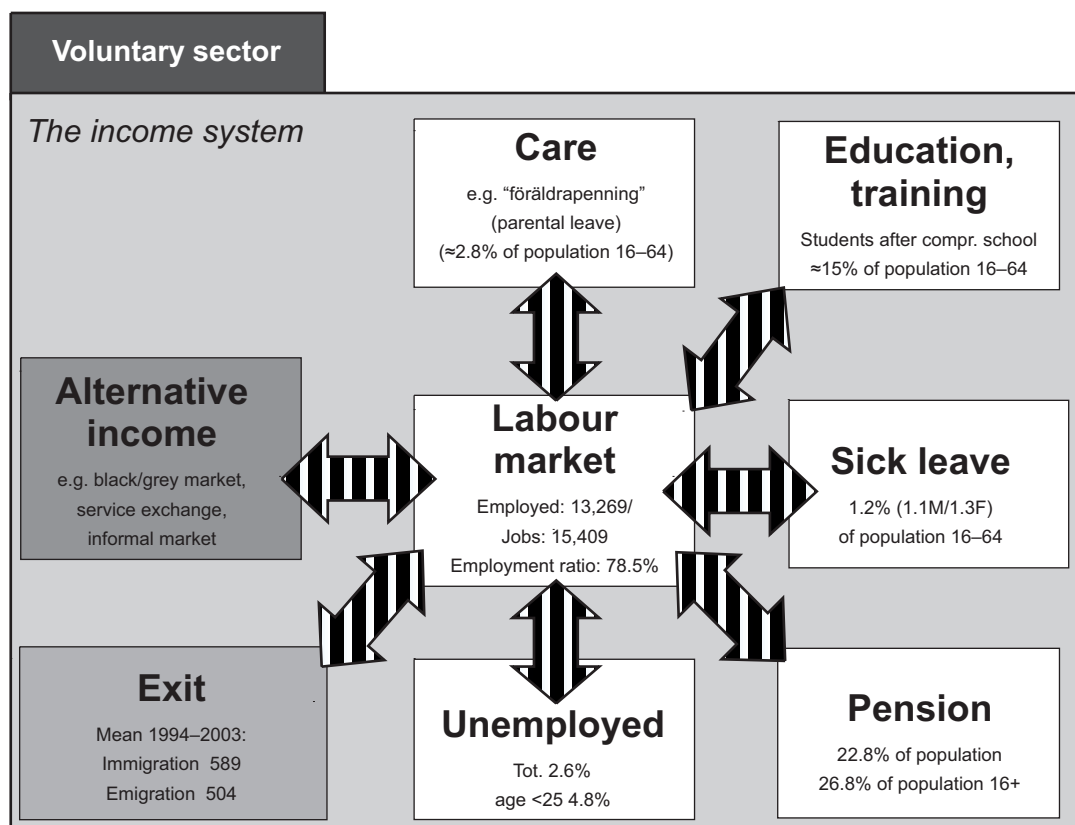 Voluntary sector
The income system
Care
e.g. “föräldrapenning”
(parental leave)
(≈2.8% of population 16–64)
Education,
training
Students after compr. school
≈15% of population 16–64
Alternative
income
e.g. black/grey market,
service exchange,
informal market
Labour
market
Employed: 13,269/
Jobs: 15,409
Employment ratio: 78.5%
Sick leave
1.2% (1.1M/1.3F)
of population 16–64
Exit
Mean 1994–2003:
Immigration 589
Emigration 504
Unemployed
Tot. 2.6%
age <25 4.8%
Pension
22.8% of population
26.8% of population 16+